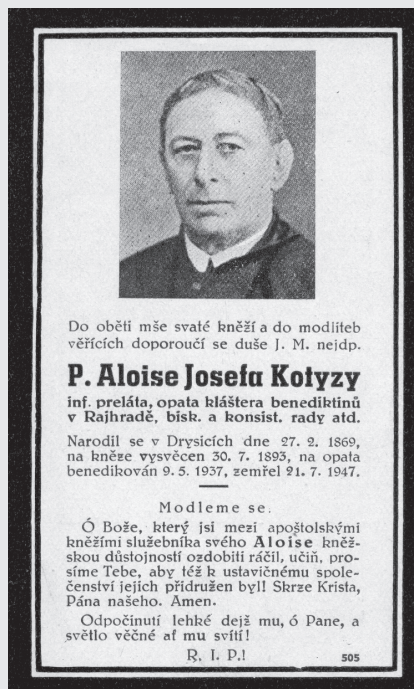 Do oběti mše svaté kněží a do modliteb
věřících doporoučí se duše J. M. nejdp.
P. Aloise Josefa Kotyzy
inf. preláta, opata kláštera benediktinů
v Rajhradě, bisk. a konsist. rady atd.
Narodil se v Drysicích dne 27. 2. 1869,
na kněze vysvěcen 30. 7. 1893, na opata
benedikován 9. 5. 1937, zemřel 21. 7. 1947.
Modleme se.
Ó Bože, který jsi mezi apoštolskými
kněžími služebníka svého Aloise kněž-
skou důstojností ozdobiti ráčil, učiň, pro-
síme Tebe, aby též k ustavičnému spole-
čenství jejich přidružen byl! Skrze Krista,
Pána našeho. Amen.
Odpočinutí lehké dejž mu, ó Pane, a
světlo věčné ať mu svítí!
R. I. P.!
505